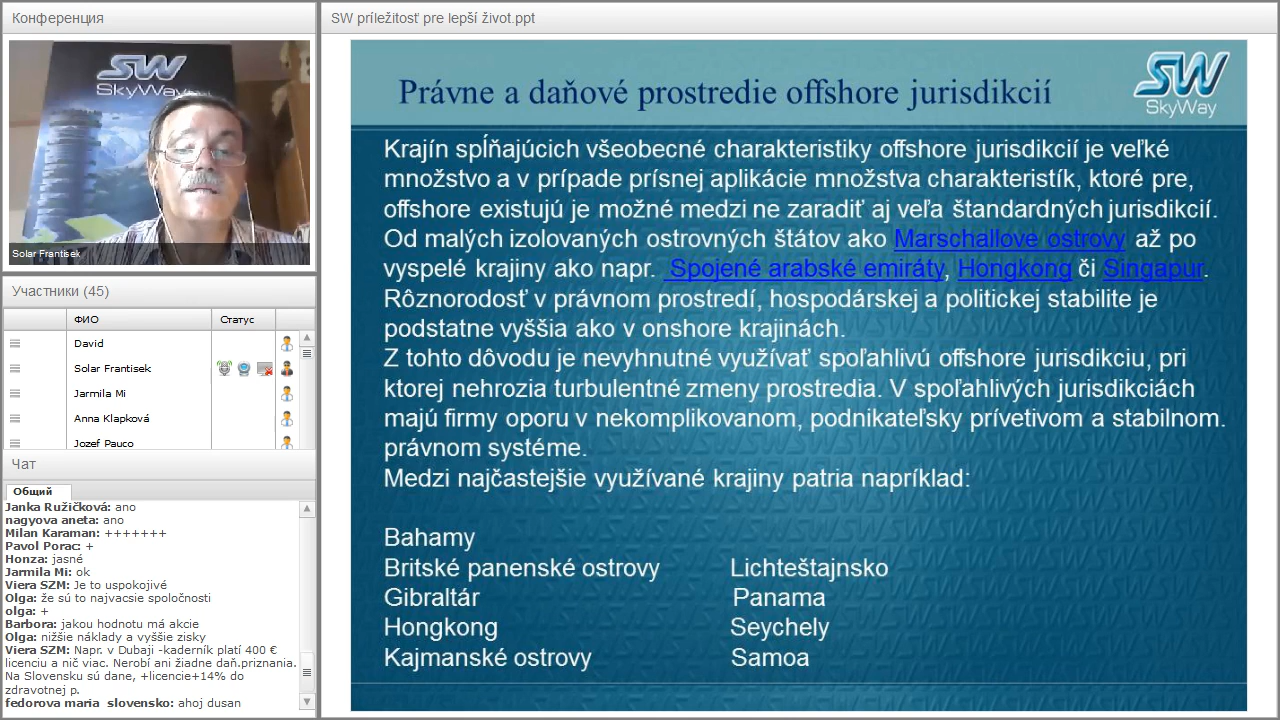 Конференция
SW príležitosť pre lepší život.ppt
SW
SkyWay
Solar Frantisek
Участники (45)
ФИО
Статус
David
Solar Frantisek
Jarmila Mi
Anna Klapková
Jozef Balco
Чат
Общий
Janka Ružičková: ano
nagyova aneta: ano
Milan Karaman: +++++++
Pavol Porac: +
Honza: jasné
Jarmila Mi: ok
Viera SZM: Je to uspokojivé
Olga: že sú to najvacšie spoločnosti
olga: +
Barbora: jakou hodnotu má akcie
Olga: nižšie náklady a vyššie zisky
Viera SZM: No v Dubaji -kaderník platí 400 €
licenciu a nič viac. Nerobí ani žiadne daň.priznania.
Na Slovensku 23%dane, +licencie+14% do
zdravotnej p.
feckova maria slovensko: ahoj dusan
Právne a daňové prostredie offshore jurisdikcií
SW
SkyWay
Krajín spĺňajúcich všeobecné charakteristiky offshore jurisdikcií je veľké
množstvo a v prípade prísnej aplikácie množstva charakteristík, ktoré pre,
offshore existujú je možné medzi ne zaradiť aj veľa štandardných jurisdikcií.
Od malých izolovaných ostrovných štátov ako Marschallove ostrovy až po
vyspelé krajiny ako napr. Spojené arabské emiráty, Hongkong či Singapur.
Rôznorodosť v právnom prostredí, hospodárskej a politickej stabilite je
podstatne vyššia ako v onshore krajinách.
Z tohto dôvodu je nevyhnutné využívať spoľahlivú offshore jurisdikciu, pri
ktorej nehrozia turbulentné zmeny prostredia. V spoľahlivých jurisdikciách
majú firmy oporu v nekomplikovanom, podnikateľsky prívetivom a stabilnom.
právnom systéme.
Medzi najčastejšie využívané krajiny patria napríklad:
Bahamy
Britské panenské ostrovy Lichteštajnsko
Gibraltár Panama
Hongkong Seychely
Kajmanské ostrovy Samoa